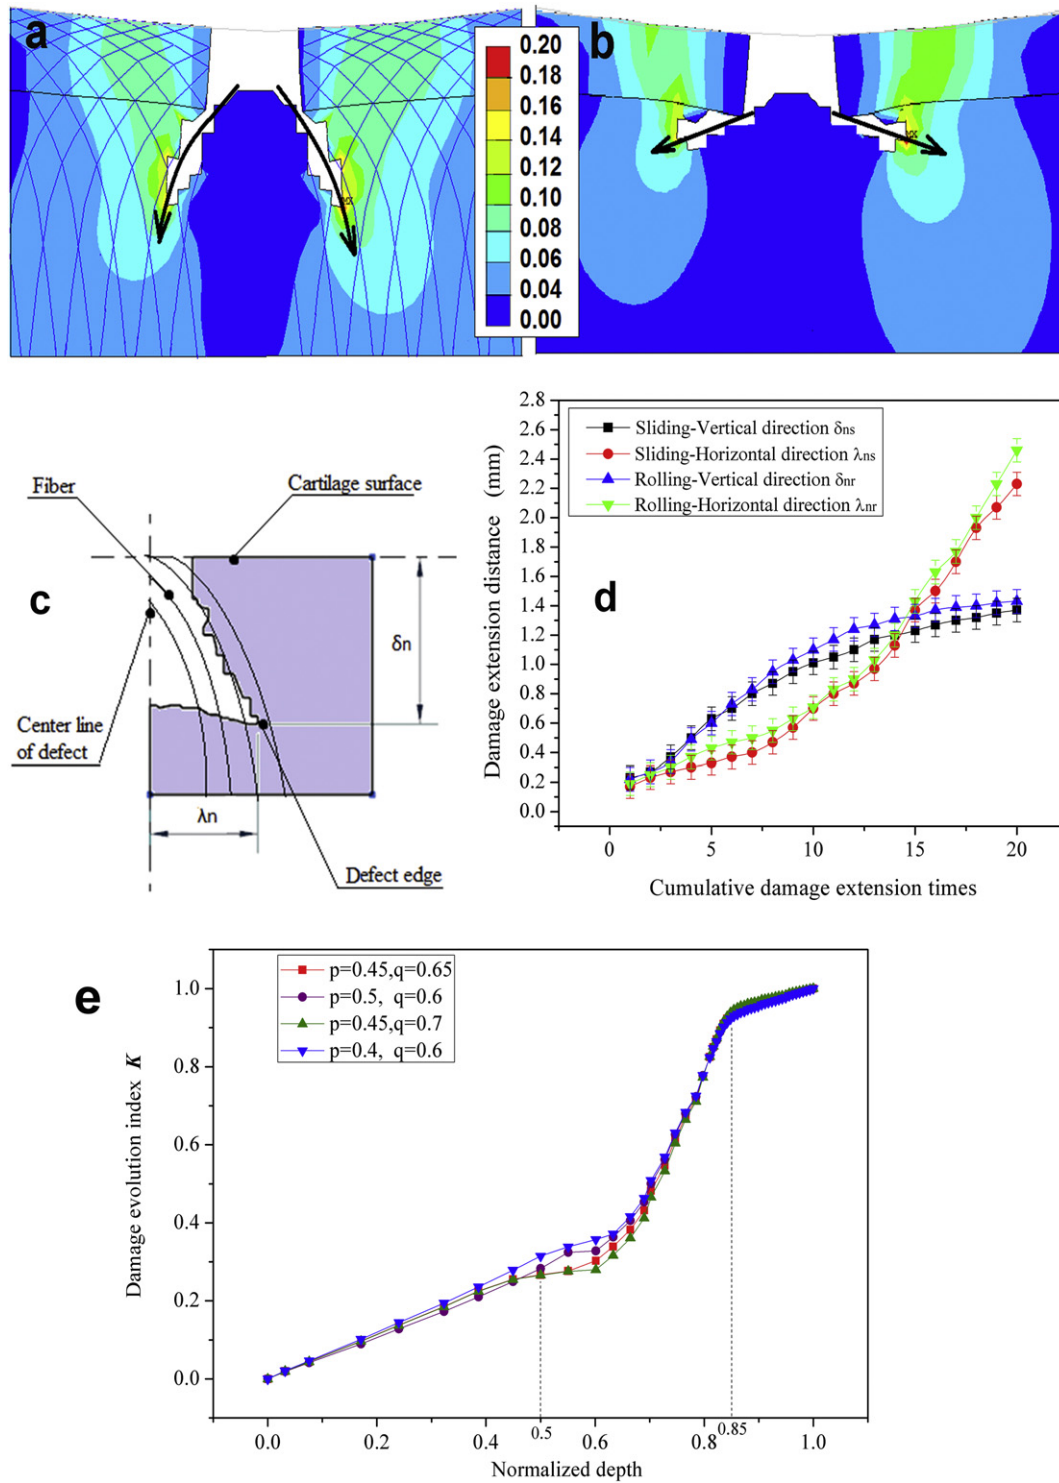 a
b
0.20
0.18
0.16
0.14
0.12
0.10
0.08
0.06
0.04
0.00
c
Fiber
Cartilage surface
Center line
of defect
δn
λn
Defect edge
d
Damage extension distance (mm)
2.8
2.6
2.4
2.2
2.0
1.8
1.6
1.4
1.2
1.0
0.8
0.6
0.4
0.2
0.0
Sliding-Vertical direction δns
Sliding-Horizontal direction λns
Rolling-Vertical direction δnr
Rolling-Horizontal direction λnr
0 5 10 15 20
Cumulative damage extension times
e
Damage evolution index K
1.0
0.8
0.6
0.4
0.2
0.0
p=0.45,q=0.65
p=0.5, q=0.6
p=0.45,q=0.7
p=0.4, q=0.6
0.5
0.85
0.0 0.2 0.4 0.6 0.8 1.0
Normalized depth